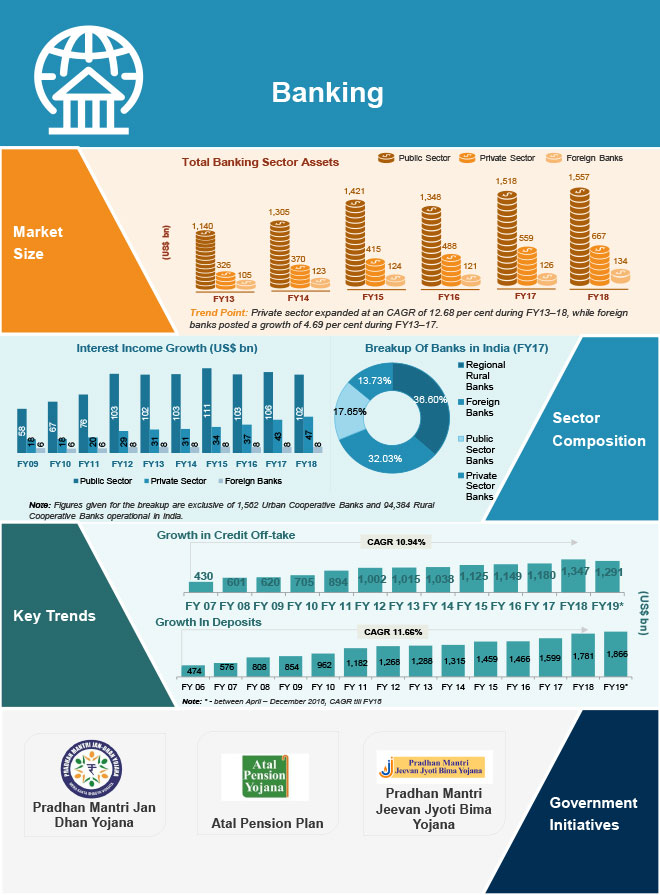 Banking
Market
Size
Total Banking Sector Assets
Public Sector
Private Sector
Foreign Banks
(US$ bn)
1,140
326
105
1,305
370
123
1,421
415
124
1,348
488
121
1,518
559
126
1,557
667
134
FY13
FY14
FY15
FY16
FY17
FY18
Trend Point: Private sector expanded at an CAGR of 12.68 per cent during FY13–18, while foreign
banks posted a growth of 4.69 per cent during FY13–17.
Interest Income Growth (US$ bn)
58
18
6
67
18
6
76
20
6
103
29
8
102
31
8
103
31
8
111
34
8
103
37
8
106
43
8
102
47
8
FY09
FY10
FY11
FY12
FY13
FY14
FY15
FY16
FY17
FY18
Public Sector
Private Sector
Foreign Banks
Breakup Of Banks in India (FY17)
13.73%
36.60%
17.65%
32.03%
Regional
Rural
Banks
Foreign
Banks
Public
Sector
Banks
Private
Sector
Banks
Note: Figures given for the breakup are exclusive of 1,562 Urban Cooperative Banks and 94,384 Rural
Cooperative Banks operational in India.
Sector
Composition
Key Trends
Growth in Credit Off-take
CAGR 10.94%
430
601
620
705
894
1,002
1,015
1,038
1,125
1,149
1,180
1,347
1,291
FY 07
FY 08
FY 09
FY 10
FY 11
FY 12
FY 13
FY 14
FY 15
FY 16
FY 17
FY18
FY19*
(US$ bn)
Growth In Deposits
CAGR 11.66%
474
576
808
854
962
1,182
1,268
1,288
1,315
1,459
1,466
1,599
1,781
1,866
FY 06
FY 07
FY 08
FY 09
FY 10
FY 11
FY 12
FY 13
FY 14
FY 15
FY 16
FY 17
FY18
FY19*
Note: * - between April – December 2018, CAGR till FY18
PRADHAN MANTRI JAN-DHAN YOJANA
Pradhan Mantri Jan
Dhan Yojana
Atal
Pension
Yojana
Atal Pension Plan
Pradhan Mantri
Jeevan Jyoti Bima Yojana
Pradhan Mantri
Jeevan Jyoti Bima
Yojana
Government
Initiatives